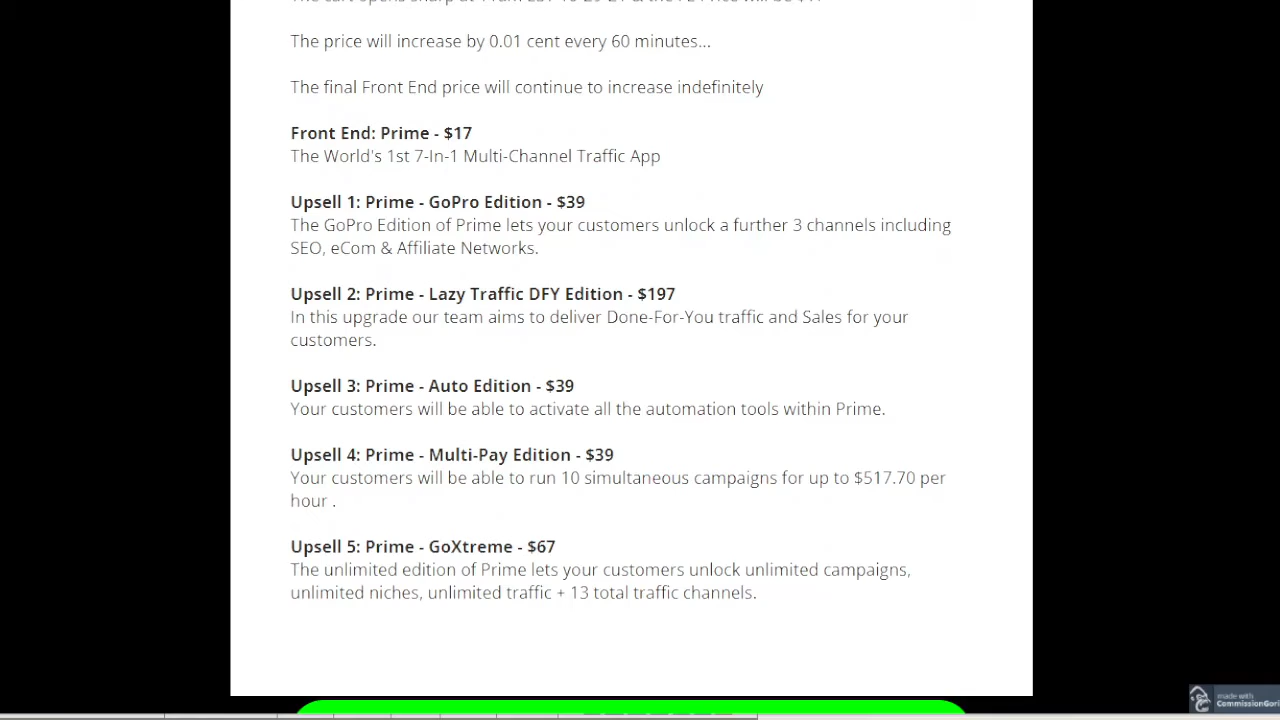 The price will increase by 0.01 cent every 60 minutes...
The final Front End price will continue to increase indefinitely
Front End: Prime - $17
The World's 1st 7-In-1 Multi-Channel Traffic App
Upsell 1: Prime - GoPro Edition - $39
The GoPro Edition of Prime lets your customers unlock a further 3 channels including
SEO, eCom & Affiliate Networks.
Upsell 2: Prime - Lazy Traffic DFY Edition - $197
In this upgrade our team aims to deliver Done-For-You traffic and Sales for your
customers.
Upsell 3: Prime - Auto Edition - $39
Your customers will be able to activate all the automation tools within Prime.
Upsell 4: Prime - Multi-Pay Edition - $39
Your customers will be able to run 10 simultaneous campaigns for up to $517.70 per
hour .
Upsell 5: Prime - GoXtreme - $67
The unlimited edition of Prime lets your customers unlock unlimited campaigns,
unlimited niches, unlimited traffic + 13 total traffic channels.
made with